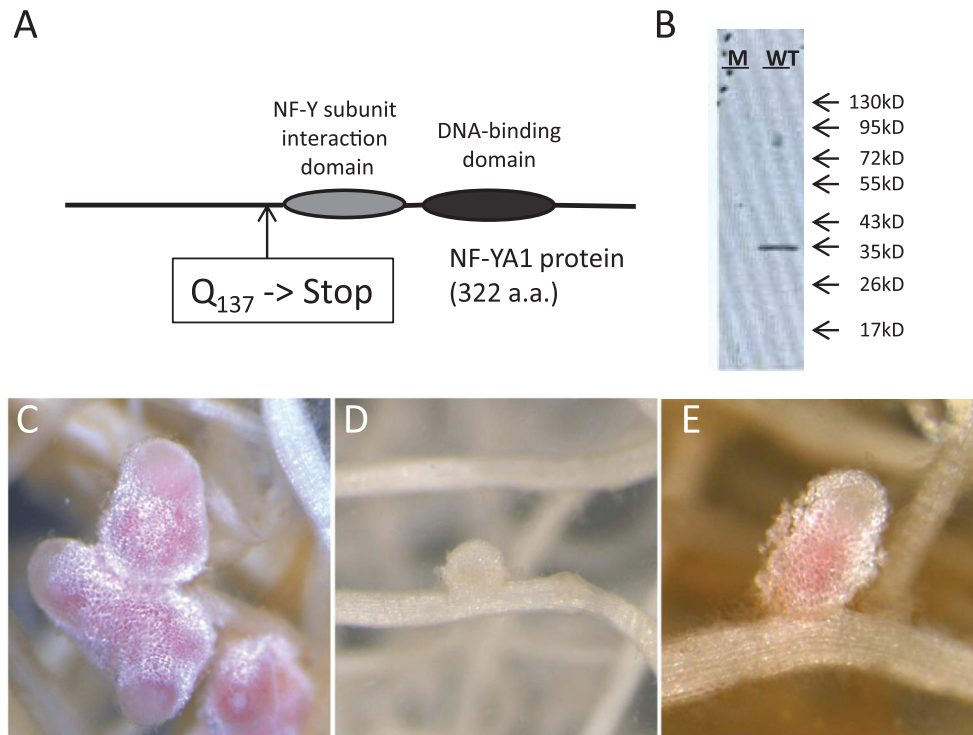 A
NF-Y subunit
interaction
domain
DNA-binding
domain
Q137 -> Stop
NF-YA1 protein
(322 a.a.)
B
M WT
130kD
95kD
72kD
55kD
43kD
35kD
26kD
17kD
C
D
E